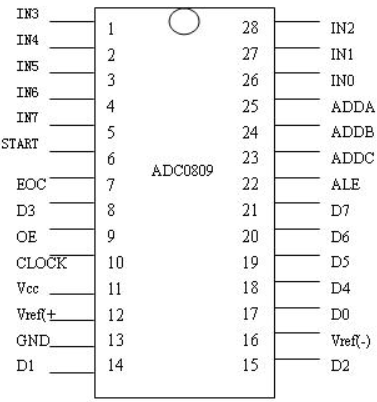 IN3 1 28 IN2
IN4 2 27 IN1
IN5 3 26 IN0
IN6 4 25 ADDA
IN7 5 24 ADDB
START 6 23 ADDC
ADC0809
EOC 7 22 ALE
D3 8 21 D7
OE 9 20 D6
CLOCK 10 19 D5
Vcc 11 18 D4
Vref(+ 12 17 D0
GND 13 16 Vref(-)
D1 14 15 D2